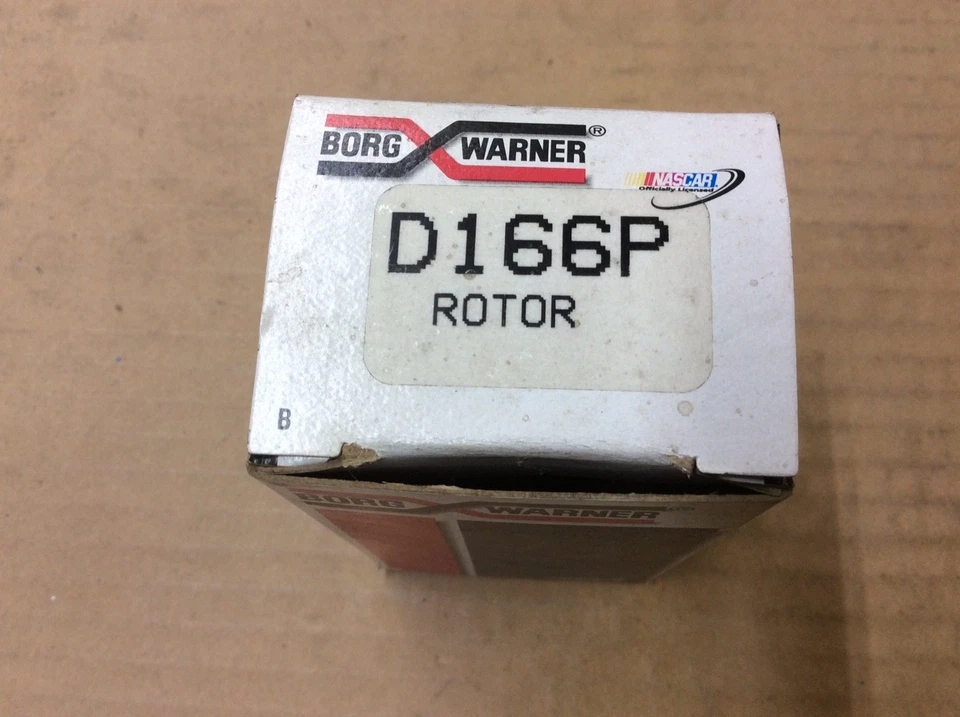 BORG WARNER®
NASCAR
Officially Licensed
D166P
ROTOR
B
BORG WARNER®